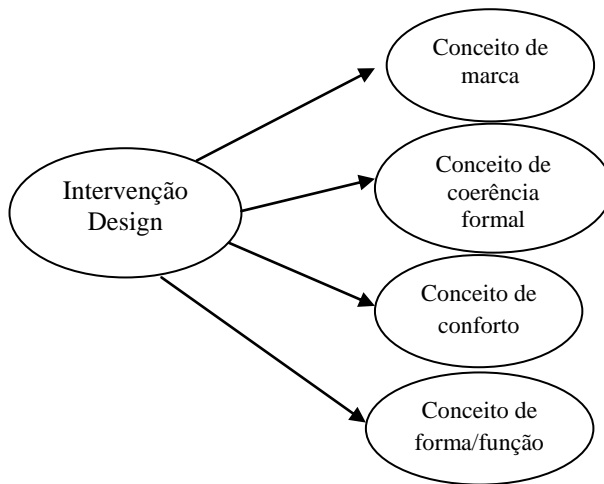 Conceito de
marca
Conceito de
coerência
formal
Intervenção
Design
Conceito de
conforto
Conceito de
forma/função